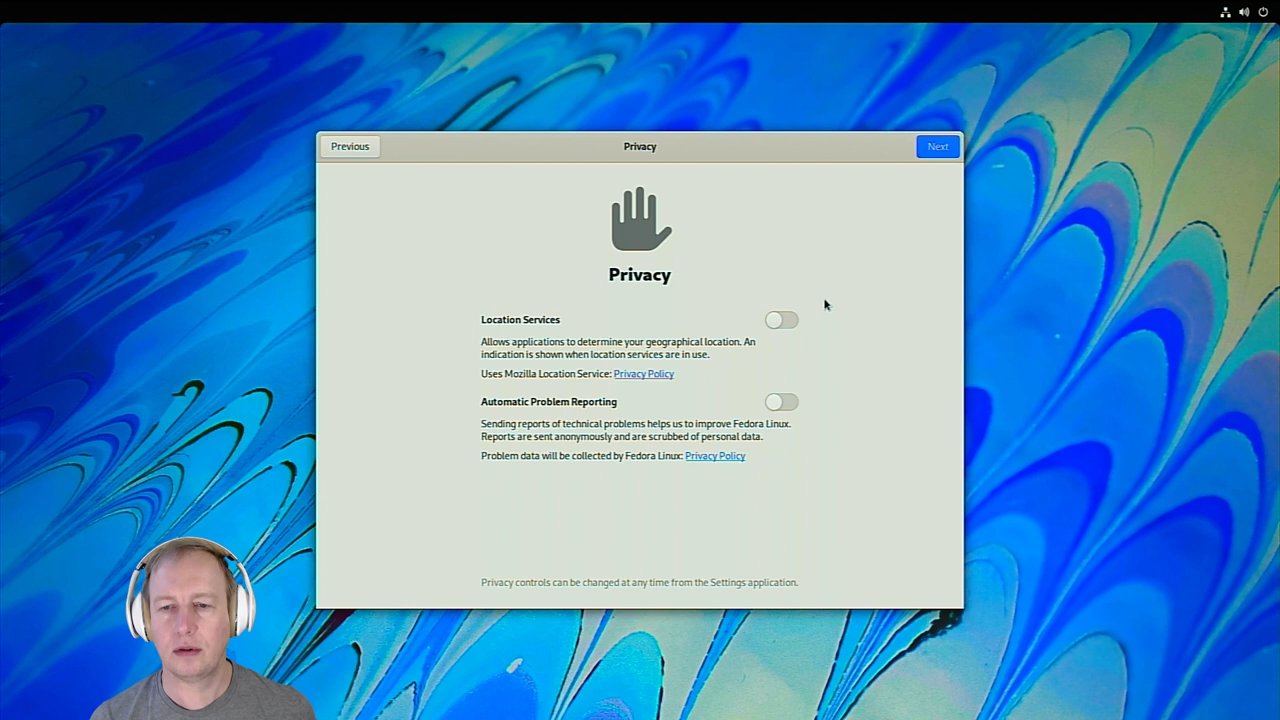 Previous
Privacy
Next
Privacy
Location Services
Allows applications to determine your geographical location. An
indication is shown when location services are in use.
Uses Mozilla Location Service: Privacy Policy
Automatic Problem Reporting
Sending reports of technical problems helps us to improve Fedora Linux.
Reports are sent anonymously and are scrubbed of personal data.
Problem data will be collected by Fedora Linux: Privacy Policy
Privacy controls can be changed at any time from the Settings application.